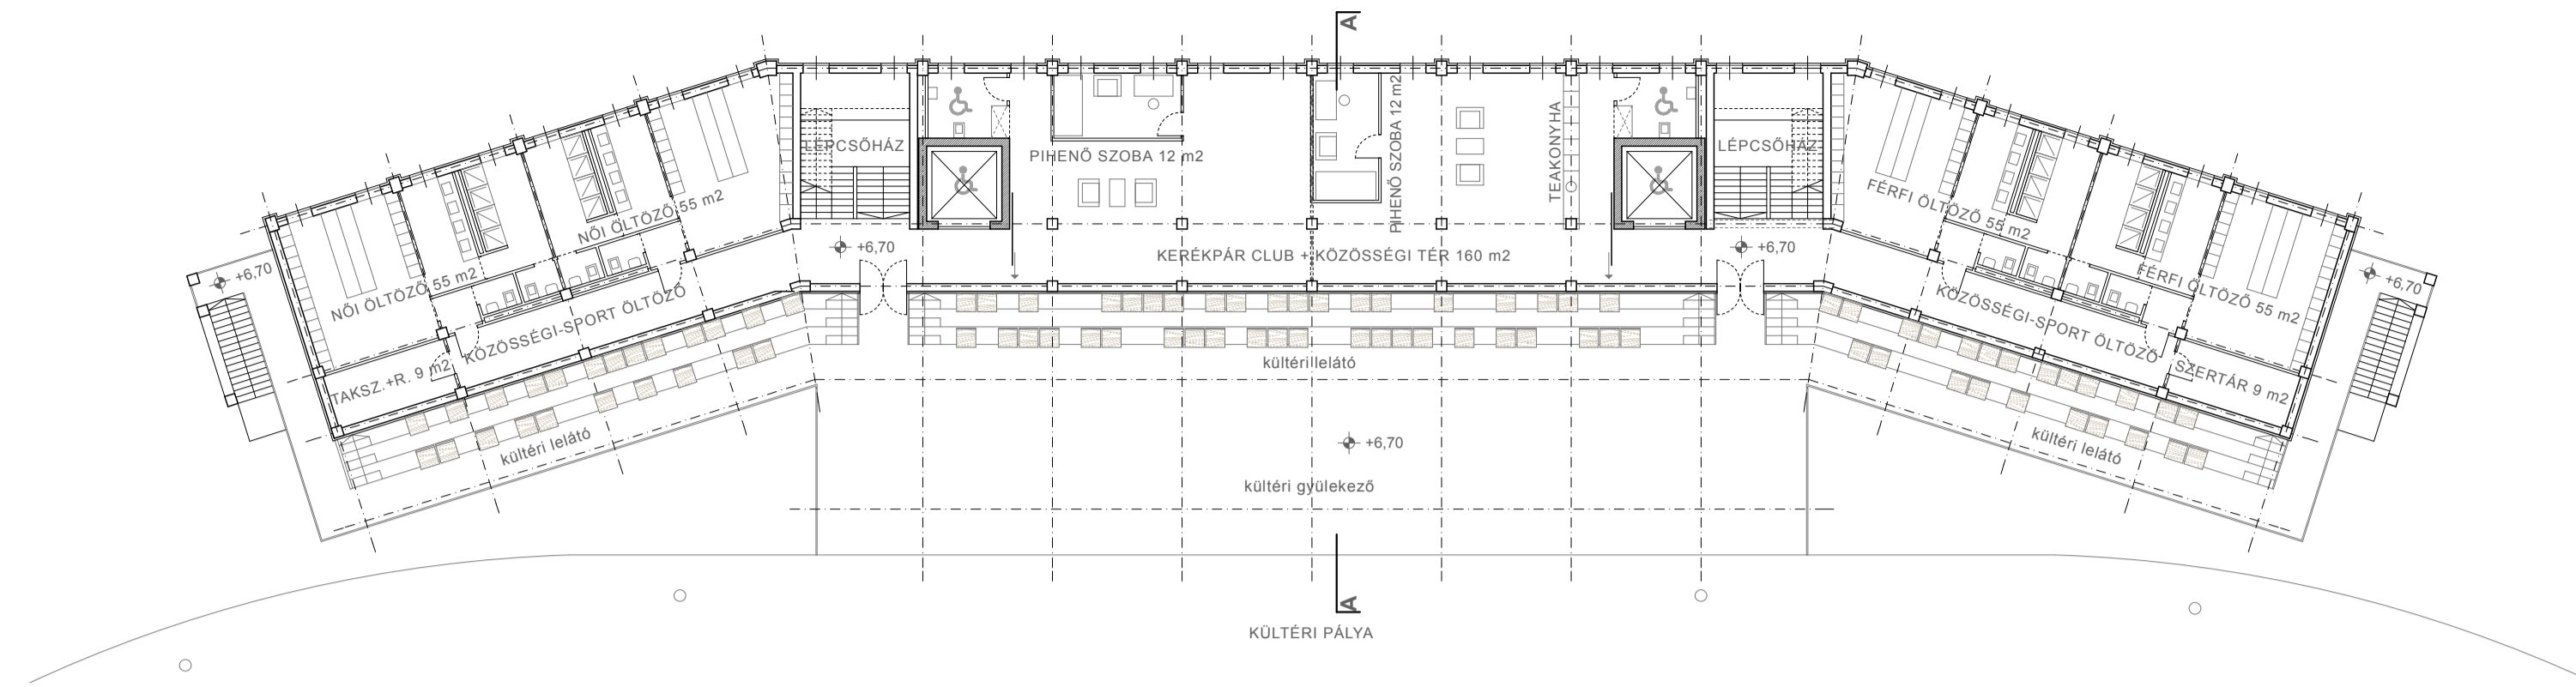 A
LÉPCSŐHÁZ
PIHENŐ SZOBA 12 m2
PIHENŐ SZOBA 12 m2
TEAKONYHA
LÉPCSŐHÁZ
NŐI ÖLTÖZŐ 55 m2
FÉRFI ÖLTÖZŐ 55 m2
+6,70
KERÉKPÁR CLUB + KÖZÖSSÉGI TÉR 160 m2
+6,70
+6,70
NŐI ÖLTÖZŐ 55 m2
FÉRFI ÖLTÖZŐ 55 m2
+6,70
KÖZÖSSÉGI-SPORT ÖLTÖZŐ
KÖZÖSSÉGI-SPORT ÖLTÖZŐ
TAKSZ.+R. 9 m2
SZERTÁR 9 m2
kültéri lelátó
kültéri lelátó
kültéri lelátó
+6,70
kültéri gyülekező
A
KÜLTÉRI PÁLYA